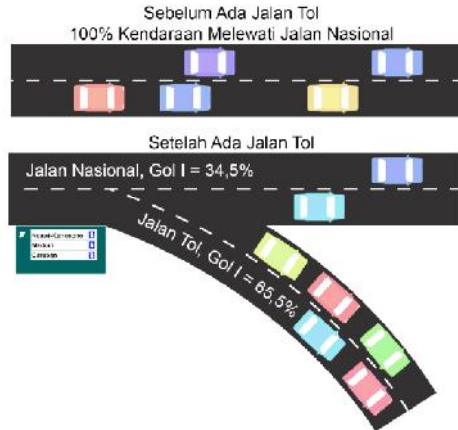 Sebelum Ada Jalan Tol
100% Kendaraan Melewati Jalan Nasional
Setelah Ada Jalan Tol
Jalan Nasional, Gol I = 34,5%
Jalan Tol, Gol I = 65,5%
Madiun